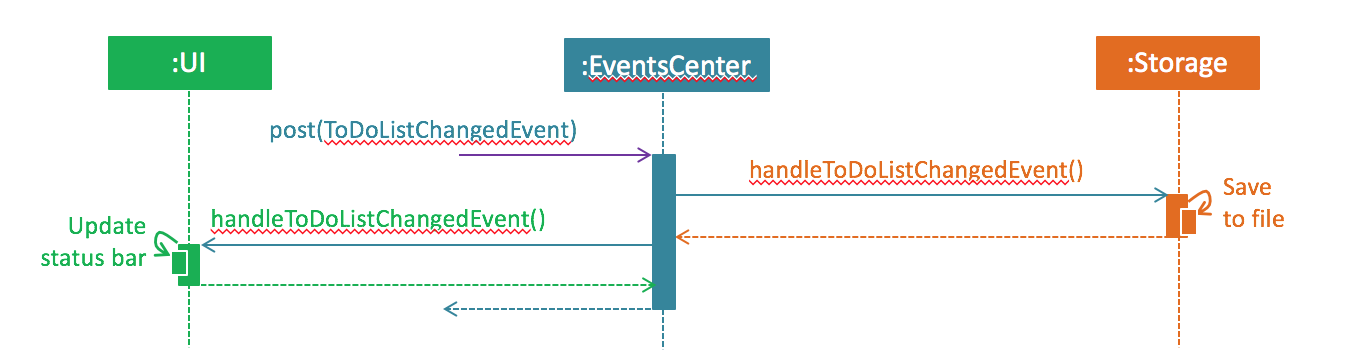 :UI
:EventsCenter
:Storage
post(ToDoListChangedEvent)
handleToDoListChangedEvent()
Save
to file
handleToDoListChangedEvent()
Update
status bar